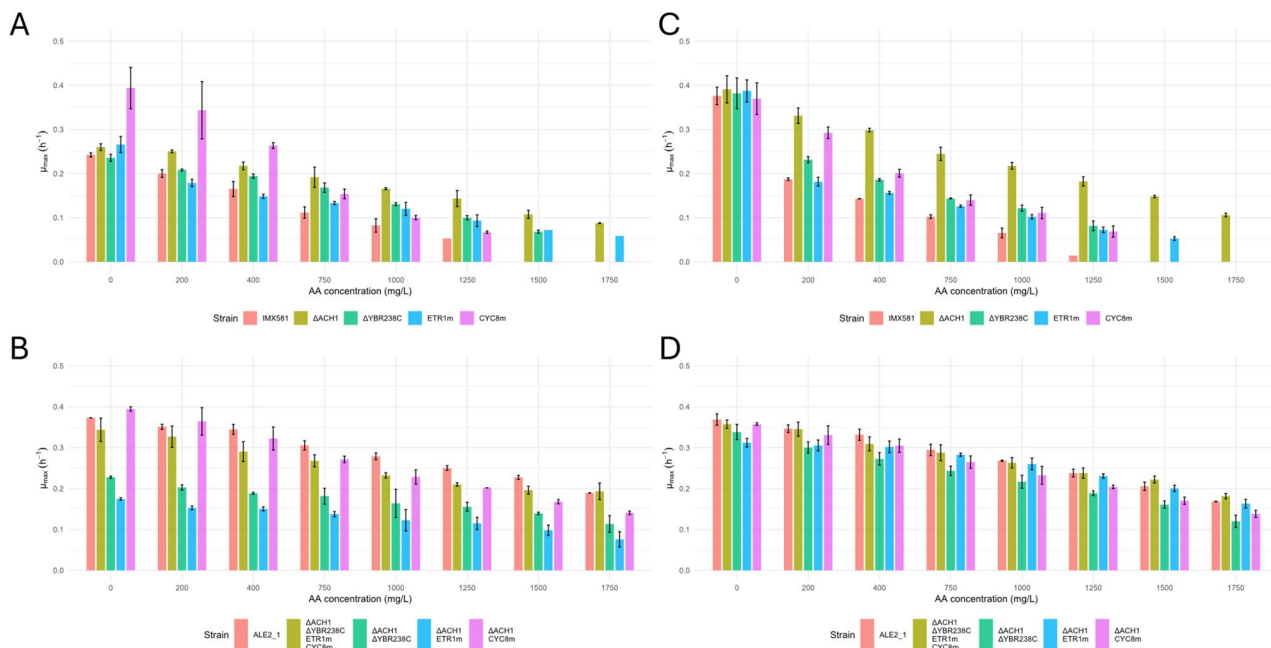 A
0.5
0.4
0.3
0.2
0.1
0.0
μmax (h⁻¹)
0 200 400 750 1000 1250 1500 1750
AA concentration (mg/L)
Strain IMX581 ΔACH1 ΔYBR238C ETR1m CYC8m
B
0.5
0.4
0.3
0.2
0.1
0.0
μmax (h⁻¹)
0 200 400 750 1000 1250 1500 1750
AA concentration (mg/L)
Strain ALE2_1
ΔACH1
ΔYBR238C
ETR1m
CYC8m
ΔACH1
ΔYBR238C
ΔACH1
ETR1m
ΔACH1
CYC8m
C
0.5
0.4
0.3
0.2
0.1
0.0
μmax (h⁻¹)
0 200 400 750 1000 1250 1500 1750
AA concentration (mg/L)
Strain IMX581 ΔACH1 ΔYBR238C ETR1m CYC8m
D
0.5
0.4
0.3
0.2
0.1
0.0
μmax (h⁻¹)
0 200 400 750 1000 1250 1500 1750
AA concentration (mg/L)
Strain ALE2_1
ΔACH1
ΔYBR238C
ETR1m
CYC8m
ΔACH1
ΔYBR238C
ΔACH1
ETR1m
ΔACH1
CYC8m